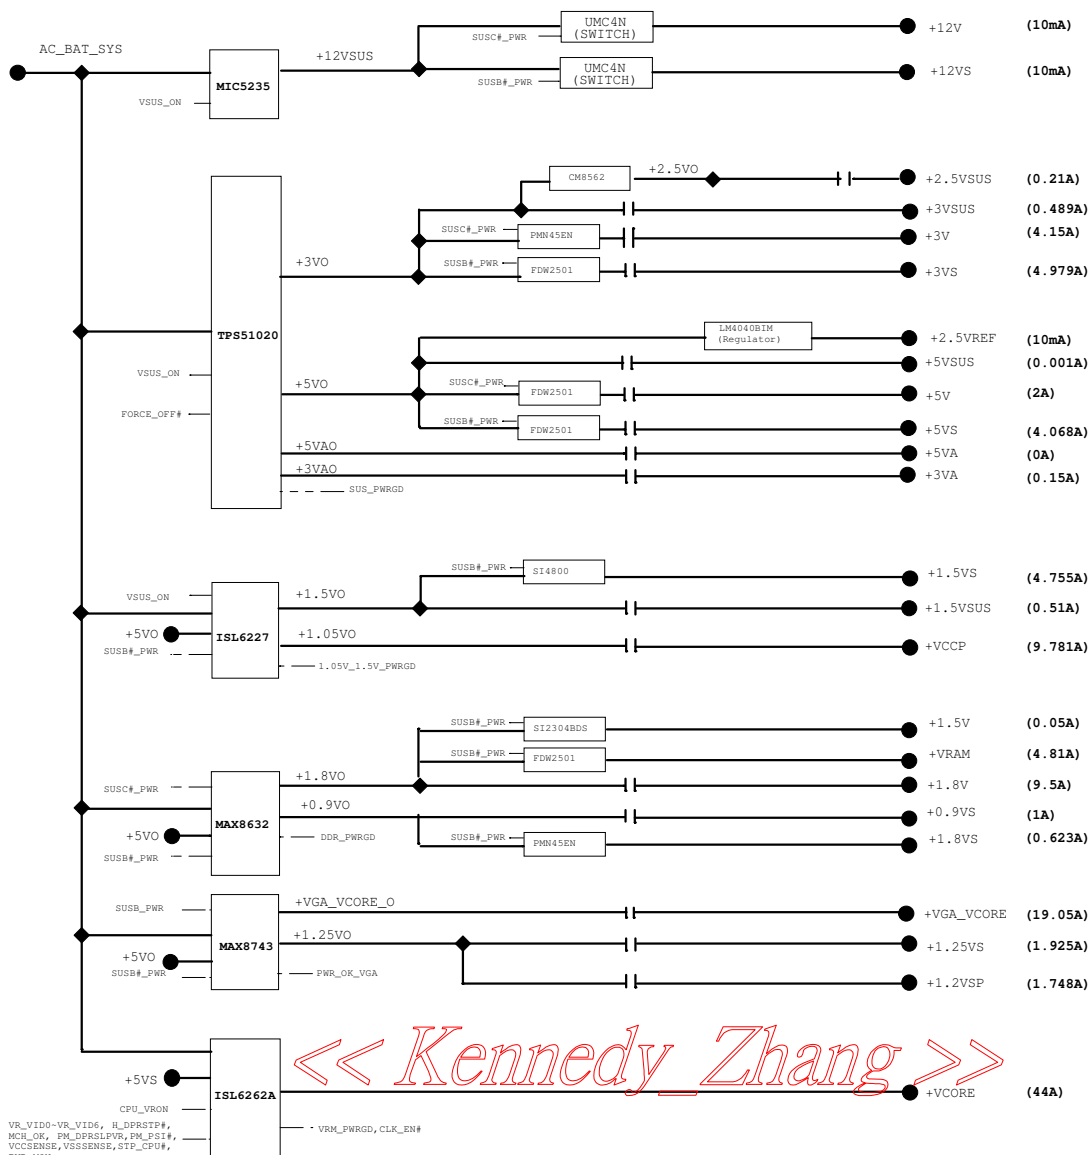 AC_BAT_SYS
MIC5235
VSUS_ON
+12VSUS
SUSC#_PWR
UMC4N
(SWITCH)
+12V
(10mA)
SUSB#_PWR
UMC4N
(SWITCH)
+12VS
(10mA)
TPS51020
VSUS_ON
FORCE_OFF#
+3VO
CM8562
+2.5VO
+2.5VSUS
(0.21A)
+3VSUS
(0.489A)
SUSC#_PWR
PMN45EN
+3V
(4.15A)
SUSB#_PWR
FDW2501
+3VS
(4.979A)
LM4040BIM
(Regulator)
+2.5VREF
(10mA)
+5VSUS
(0.001A)
+5VO
SUSC#_PWR
FDW2501
+5V
(2A)
SUSB#_PWR
FDW2501
+5VS
(4.068A)
+5VAO
+5VA
(0A)
+3VAO
+3VA
(0.15A)
SUS_PWRGD
VSUS_ON
ISL6227
+5VO
SUSB#_PWR
+1.5VO
SUSB#_PWR
SI4800
+1.5VS
(4.755A)
+1.5VSUS
(0.51A)
+1.05VO
+VCCP
(9.781A)
1.05V_1.5V_PWRGD
SUSC#_PWR
MAX8632
+5VO
SUSB#_PWR
SUSB#_PWR
SI2304BDS
+1.5V
(0.05A)
SUSB#_PWR
FDW2501
+VRAM
(4.81A)
+1.8VO
+1.8V
(9.5A)
+0.9VO
+0.9VS
(1A)
DDR_PWRGD
SUSB#_PWR
PMN45EN
+1.8VS
(0.623A)
SUSB_PWR
MAX8743
+5VO
SUSB#_PWR
+VGA_VCORE_O
+VGA_VCORE
(19.05A)
+1.25VO
+1.25VS
(1.925A)
PWR_OK_VGA
+1.2VSP
(1.748A)
<< Kennedy_Zhang >>
+5VS
ISL6262A
+VCORE
(44A)
CPU_VRON
VR_VID0~VR_VID6, H_DPRSTP#,
MCH_OK, PM_DPRSLPVR,PM_PSI#,
VCCSENSE,VSSSENSE,STP_CPU#,
VRM_PWRGD,CLK_EN#